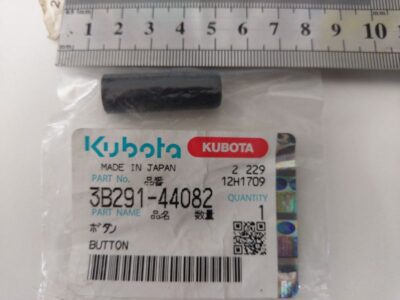 1 2 3 4 5 6 7 8 9 10
Kubota KUBOTA
MADE IN JAPAN 2 229
PART No. 品番 12H1709
3B291-44082 QUANTITY
PART NAME 品名 数量 1
ボタン
BUTTON